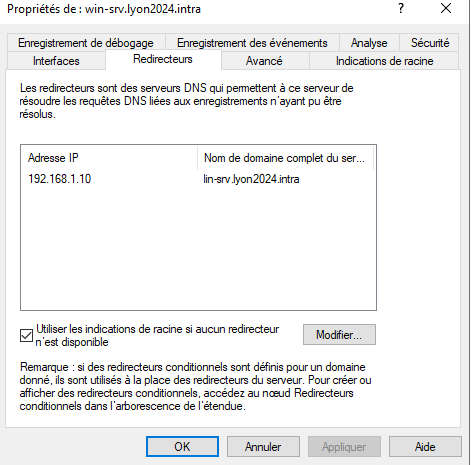 Propriétés de : win-srv.lyon2024.intra
?
Enregistrement de débogage
Enregistrement des événements
Analyse
Sécurité
Interfaces
Redirecteurs
Avancé
Indications de racine
Les redirecteurs sont des serveurs DNS qui permettent à ce serveur de
résoudre les requêtes DNS liées aux enregistrements n'ayant pu être
résolus.
Adresse IP
Nom de domaine complet du ser...
192.168.1.10
lin-srv.lyon2024.intra
Utiliser les indications de racine si aucun redirecteur
n'est disponible
Modifier...
Remarque : si des redirecteurs conditionnels sont définis pour un domaine
donné, ils sont utilisés à la place des redirecteurs du serveur. Pour créer ou
afficher des redirecteurs conditionnels, accédez au nœud Redirecteurs
conditionnels dans l'arborescence de l'étendue.
OK
Annuler
Appliquer
Aide